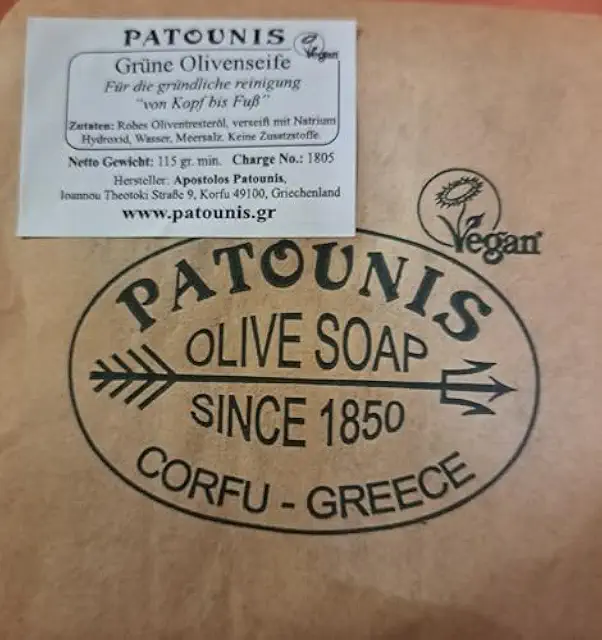 PATOUNIS
Vegan
Grüne Olivenseife
Für die gründliche reinigung
"von Kopf bis Fuß"
Zutaten: Rohes Oliventresteröl, verseift mit Natrium
Hydroxid, Wasser, Meersalz. Keine Zusatzstoffe.
Netto Gewicht: 115 gr. min. Charge No.: 1805
Hersteller: Apostolos Patounis,
Ioannou Theotoki Straße 9, Korfu 49100, Griechenland
www.patounis.gr
Vegan
PATOUNIS
OLIVE SOAP
SINCE 1850
CORFU - GREECE